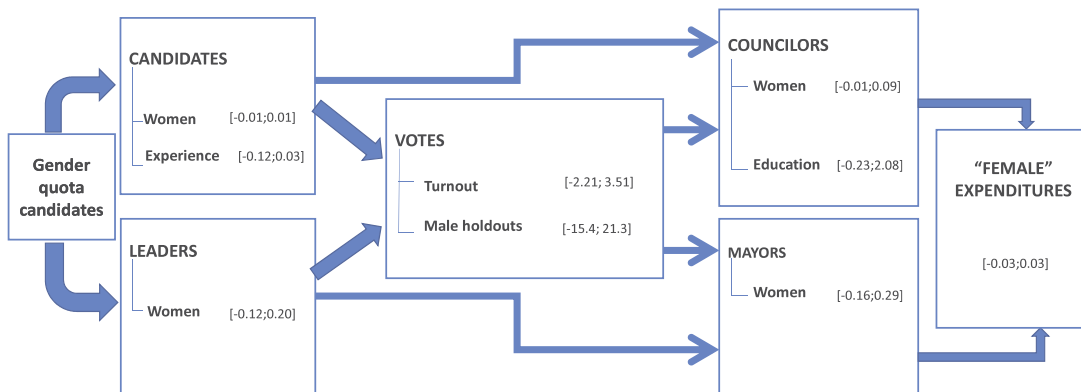 Gender
quota
candidates
CANDIDATES
Women [-0.01;0.01]
Experience [-0.12;0.03]
LEADERS
Women [-0.12;0.20]
VOTES
Turnout [-2.21; 3.51]
Male holdouts [-15.4; 21.3]
COUNCILORS
Women [-0.01;0.09]
Education [-0.23;2.08]
MAYORS
Women [-0.16;0.29]
“FEMALE”
EXPENDITURES
[-0.03;0.03]